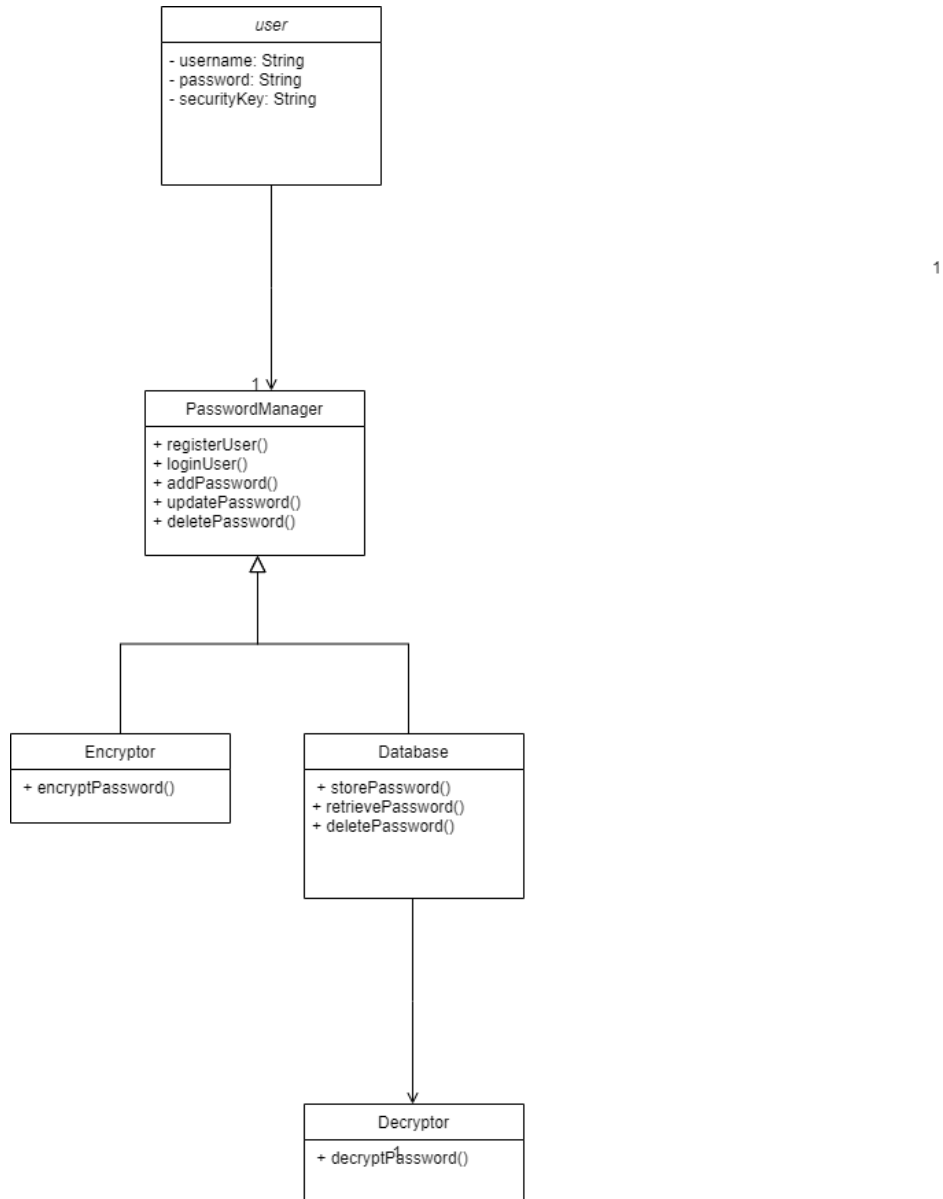 user
- username: String
- password: String
- securityKey: String
1
1
PasswordManager
+ registerUser()
+ loginUser()
+ addPassword()
+ updatePassword()
+ deletePassword()
Encryptor
+ encryptPassword()
Database
+ storePassword()
+ retrievePassword()
+ deletePassword()
Decryptor
+ decryptPassword()
1